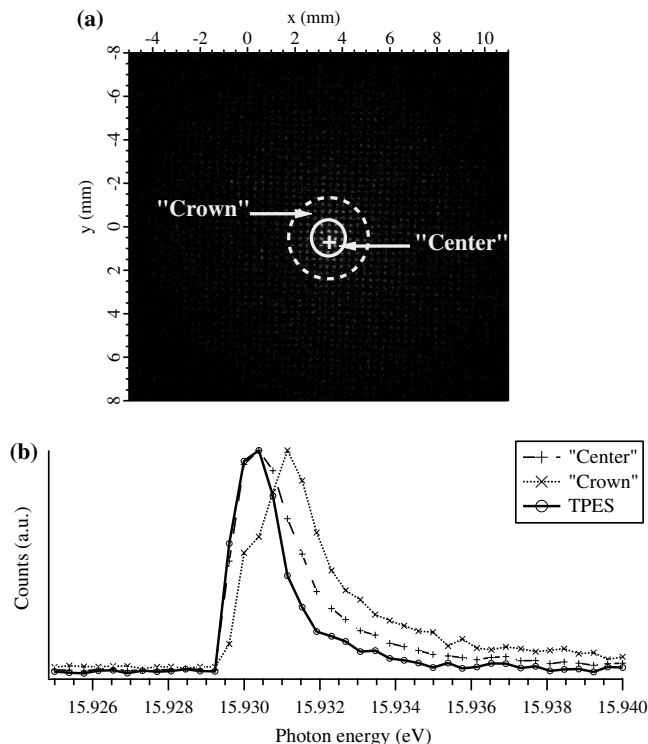 (a)
x (mm)
-4 -2 0 2 4 6 8 10
y (mm)
-8
-6
-4
-2
0
2
4
6
8
"Crown"
"Center"
(b)
Counts (a.u.)
"Center"
"Crown"
TPES
15.926 15.928 15.930 15.932 15.934 15.936 15.938 15.940
Photon energy (eV)